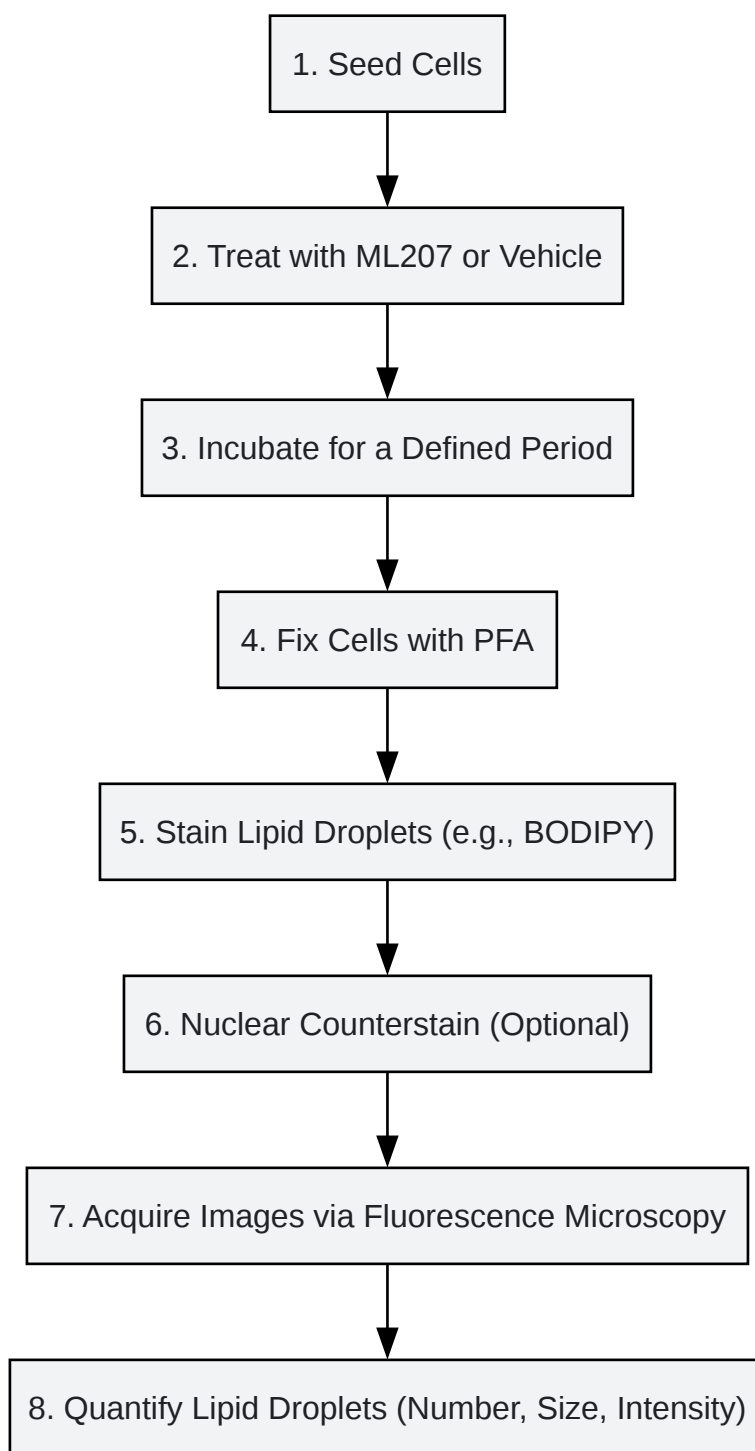 1. Seed Cells
2. Treat with ML207 or Vehicle
3. Incubate for a Defined Period
4. Fix Cells with PFA
5. Stain Lipid Droplets (e.g., BODIPY)
6. Nuclear Counterstain (Optional)
7. Acquire Images via Fluorescence Microscopy
8. Quantify Lipid Droplets (Number, Size, Intensity)